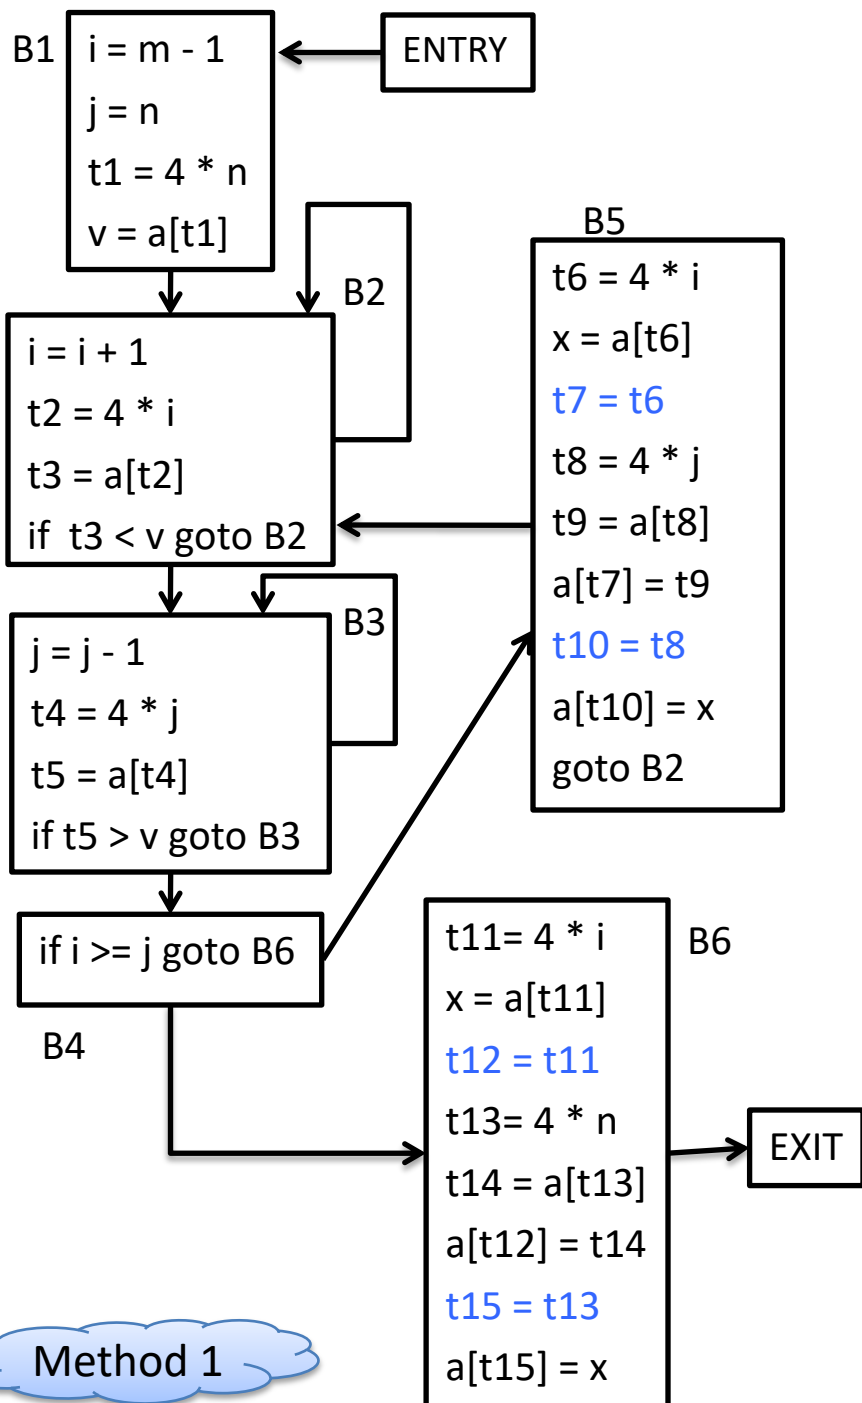 B1
i = m - 1
j = n
t1 = 4 * n
v = a[t1]
ENTRY
B2
i = i + 1
t2 = 4 * i
t3 = a[t2]
if  t3 < v goto B2
B3
j = j - 1
t4 = 4 * j
t5 = a[t4]
if t5 > v goto B3
if i >= j goto B6
B4
B5
t6 = 4 * i
x = a[t6]
t7 = t6
t8 = 4 * j
t9 = a[t8]
a[t7] = t9
t10 = t8
a[t10] = x
goto B2
B6
t11= 4 * i
x = a[t11]
t12 = t11
t13= 4 * n
t14 = a[t13]
a[t12] = t14
t15 = t13
a[t15] = x
EXIT
Method 1